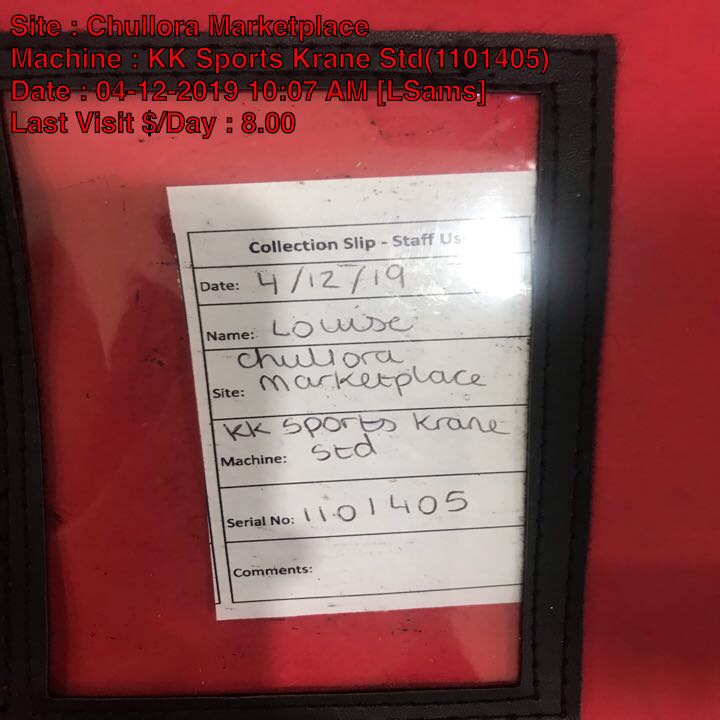 Site : Chullora Marketplace
Machine : KK Sports Krane Std(1101405)
Date : 04-12-2019 10:07 AM [LSams]
Last Visit $/Day : 8.00
Collection Slip - Staff Us
Date: 4/12/19
Name: Louise
chullora
Site: Marketplace
KK Sports Krane
Machine: Std
Serial No: 1101405
Comments: